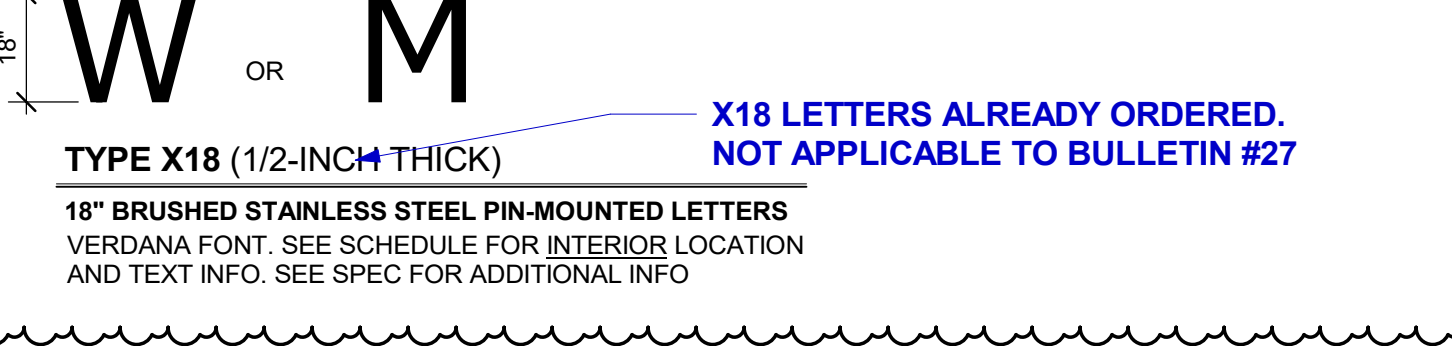 18"
W OR M
X18 LETTERS ALREADY ORDERED.
NOT APPLICABLE TO BULLETIN #27
TYPE X18 (1/2-INCH THICK)
18" BRUSHED STAINLESS STEEL PIN-MOUNTED LETTERS
VERDANA FONT. SEE SCHEDULE FOR INTERIOR LOCATION
AND TEXT INFO. SEE SPEC FOR ADDITIONAL INFO